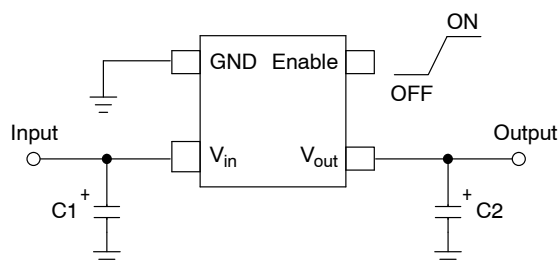 ON
GND Enable
OFF
Input
V_in
V_out
Output
C1 +
+ C2